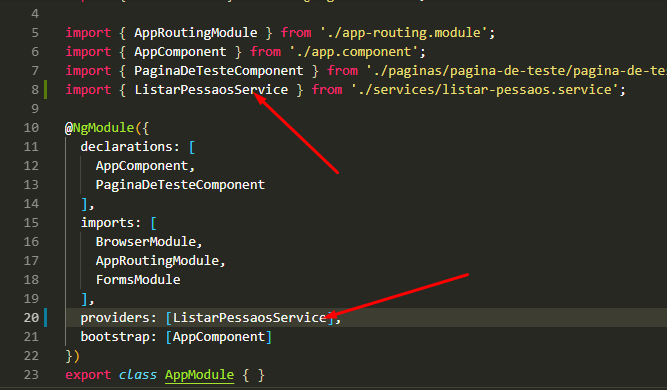 4
5 import { AppRoutingModule } from './app-routing.module';
6 import { AppComponent } from './app.component';
7 import { PaginaDeTesteComponent } from './paginas/pagina-de-teste/pagina-de-tes
8 import { ListarPessaosService } from './services/listar-pessaos.service';
9
10 @NgModule({
11 declarations: [
12 AppComponent,
13 PaginaDeTesteComponent
14 ],
15 imports: [
16 BrowserModule,
17 AppRoutingModule,
18 FormsModule
19 ],
20 providers: [ListarPessaosService],
21 bootstrap: [AppComponent]
22 })
23 export class AppModule { }